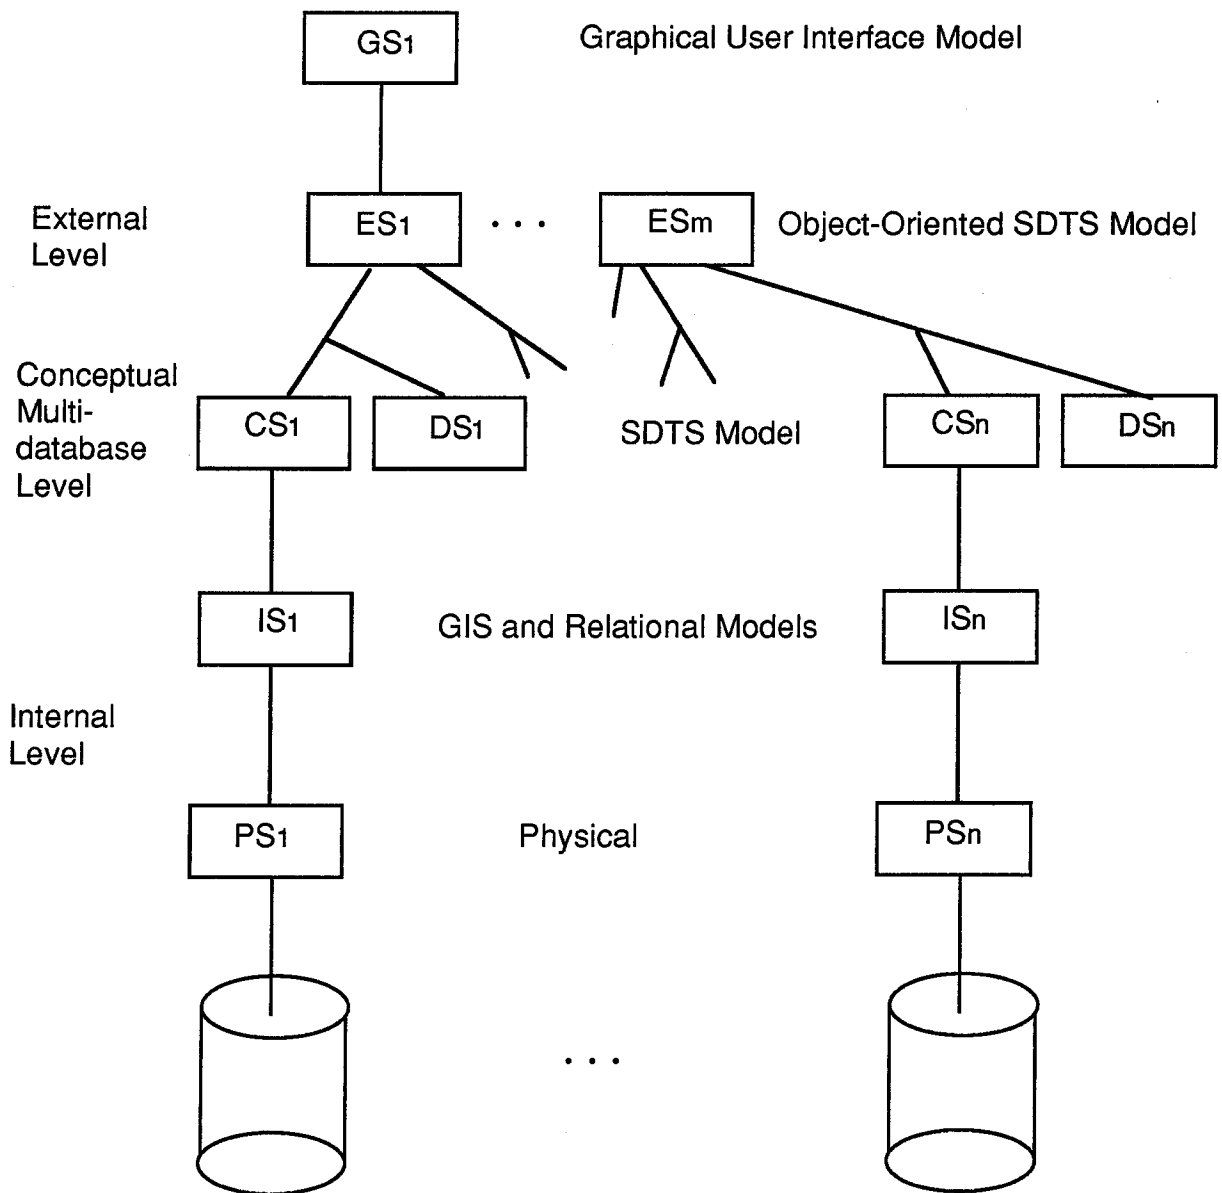 GS1
Graphical User Interface Model
External
Level
ES1
. . .
ESm
Object-Oriented SDTS Model
Conceptual
Multi-
database
Level
CS1
DS1
SDTS Model
CSn
DSn
IS1
GIS and Relational Models
ISn
Internal
Level
PS1
Physical
PSn
. . .